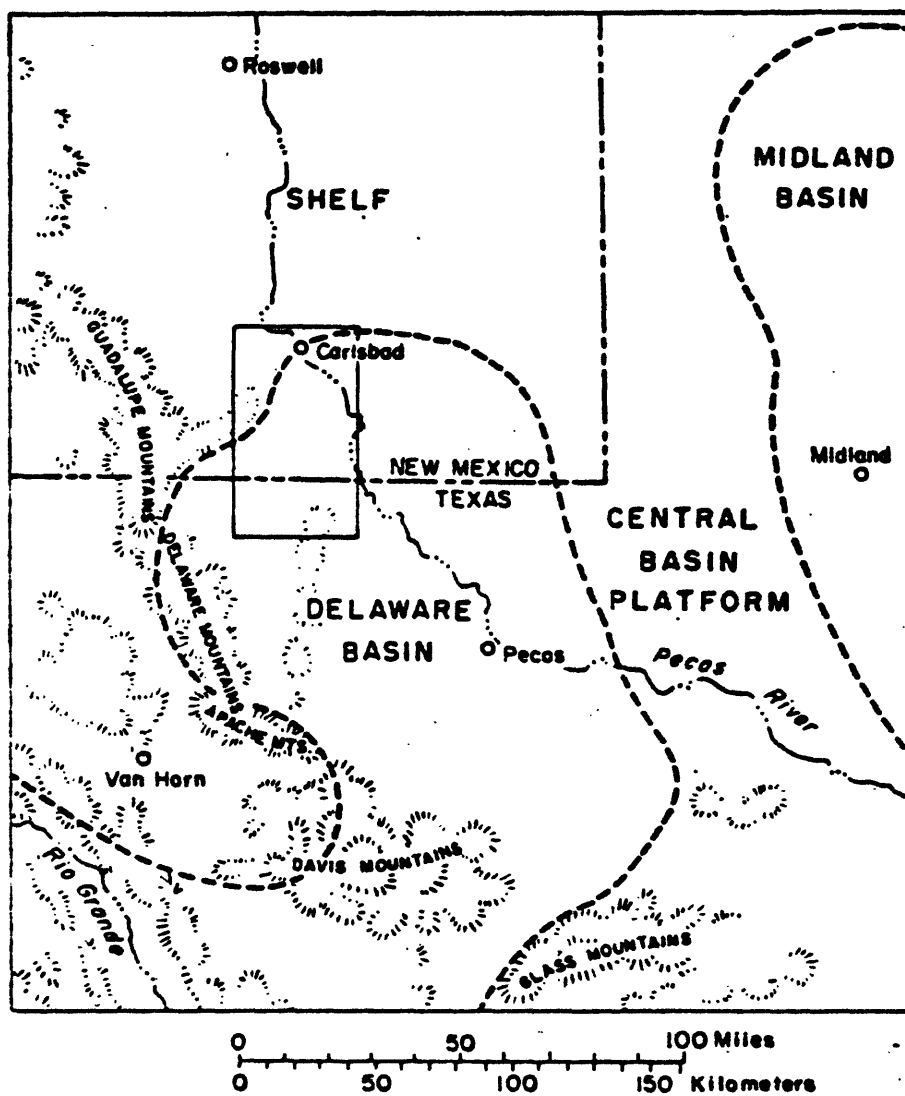 Roswell
MIDLAND
BASIN
SHELF
GUADALUPE MOUNTAINS
Carlsbad
Midland
NEW MEXICO
TEXAS
CENTRAL
BASIN
PLATFORM
DELAWARE MOUNTAINS
DELAWARE
BASIN
Pecos
Pecos River
APACHE MTS.
Van Horn
DAVIS MOUNTAINS
Rio Grande
GLASS MOUNTAINS
0 50 100 Miles
0 50 100 150 Kilometers